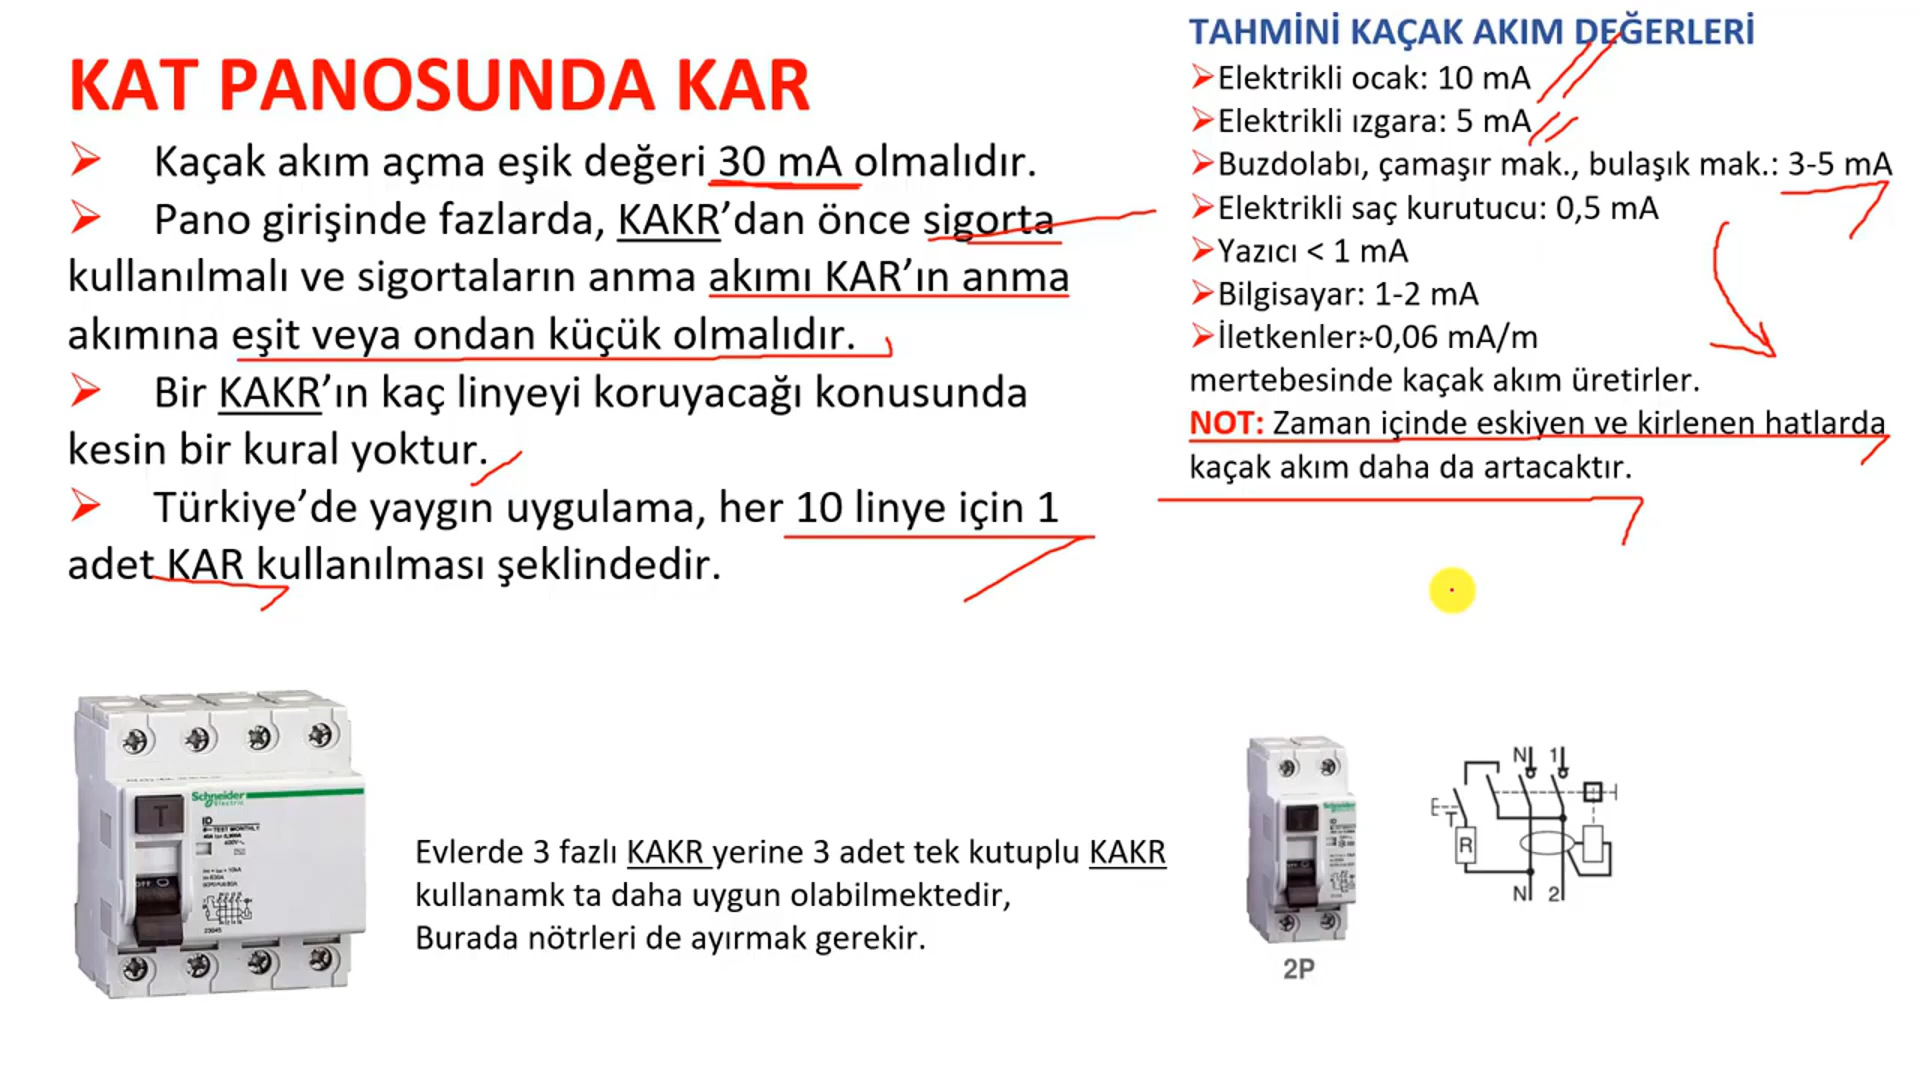 KAT PANOSUNDA KAR
➢ Kaçak akım açma eşik değeri 30 mA olmalıdır.
➢ Pano girişinde fazlarda, KAKR’dan önce sigorta
kullanılmalı ve sigortaların anma akımı KAR’ın anma
akımına eşit veya ondan küçük olmalıdır.
➢ Bir KAKR’ın kaç linyeyi koruyacağı konusunda
kesin bir kural yoktur.
➢ Türkiye’de yaygın uygulama, her 10 linye için 1
adet KAR kullanılması şeklindedir.
TAHMİNİ KAÇAK AKIM DEĞERLERİ
➢Elektrikli ocak: 10 mA
➢Elektrikli ızgara: 5 mA
➢Buzdolabı, çamaşır mak., bulaşık mak.: 3-5 mA
➢Elektrikli saç kurutucu: 0,5 mA
➢Yazıcı < 1 mA
➢Bilgisayar: 1-2 mA
➢İletkenler:~0,06 mA/m
mertebesinde kaçak akım üretirler.
NOT: Zaman içinde eskiyen ve kirlenen hatlarda
kaçak akım daha da artacaktır.
Schneider
Electric
T
ID
TEST MONTHLY
OFF
23045
Evlerde 3 fazlı KAKR yerine 3 adet tek kutuplu KAKR
kullanamk ta daha uygun olabilmektedir,
Burada nötrleri de ayırmak gerekir.
Schneider
2P
N 1
E
T
R
N 2